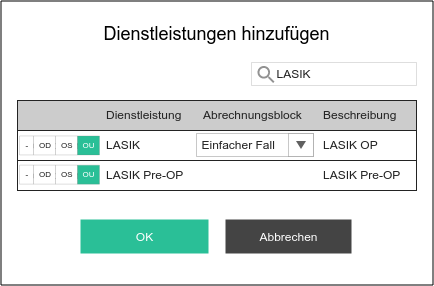 Dienstleistungen hinzufügen
LASIK
Dienstleistung Abrechnungsblock Beschreibung
- OD OS OU LASIK Einfacher Fall LASIK OP
- OD OS OU LASIK Pre-OP LASIK Pre-OP
OK Abbrechen